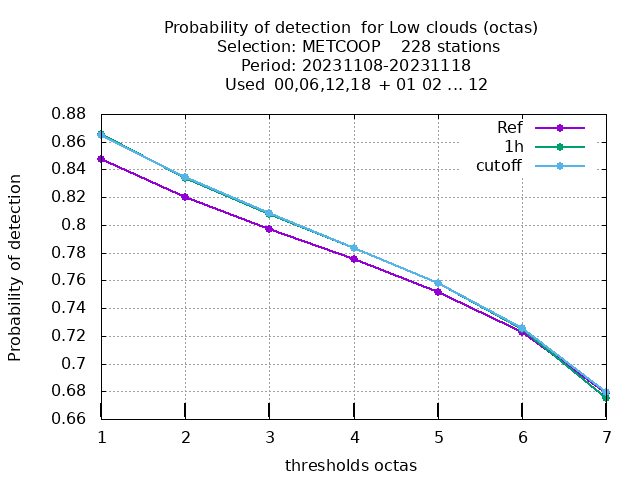 Probability of detection for Low clouds (octas)
Selection: METCOOP 228 stations
Period: 20231108-20231118
Used 00,06,12,18 + 01 02 ... 12
Ref
1h
cutoff
Probability of detection
0.88
0.86
0.84
0.82
0.8
0.78
0.76
0.74
0.72
0.7
0.68
0.66
1 2 3 4 5 6 7
thresholds octas